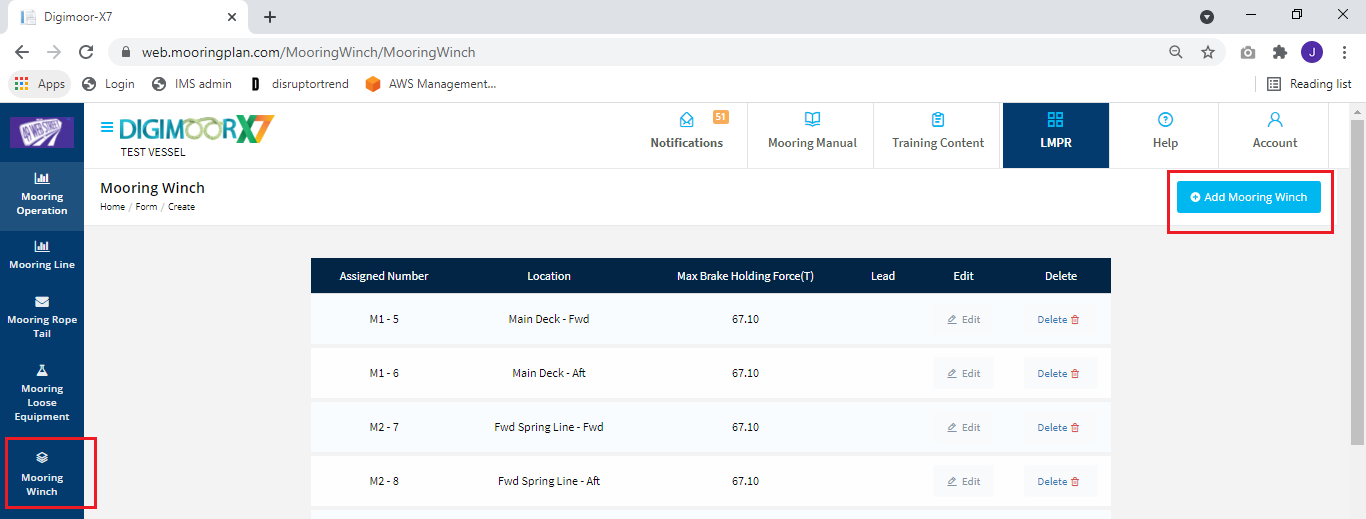 Digimoor-X7
web.mooringplan.com/MooringWinch/MooringWinch
J
Apps
Login
IMS admin
D
disruptortrend
AWS Management...
Reading list
49 WEB STREET
DIGIMOORX7
TEST VESSEL
51
Notifications
Mooring Manual
Training Content
LMPR
Help
Account
Mooring Operation
Mooring Line
Mooring Rope Tail
Mooring Loose Equipment
Mooring Winch
Mooring Winch
Home / Form / Create
Add Mooring Winch
Assigned Number Location Max Brake Holding Force(T) Lead Edit Delete
M1 - 5 Main Deck - Fwd 67.10 Edit Delete
M1 - 6 Main Deck - Aft 67.10 Edit Delete
M2 - 7 Fwd Spring Line - Fwd 67.10 Edit Delete
M2 - 8 Fwd Spring Line - Aft 67.10 Edit Delete